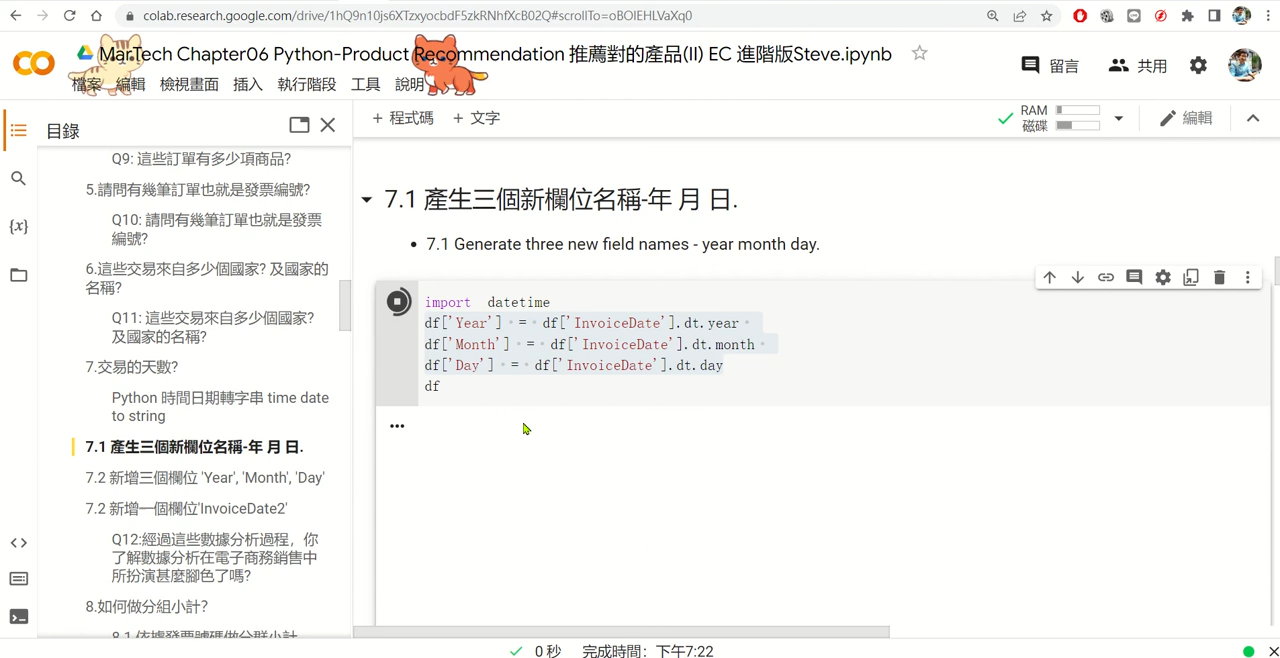 colab.research.google.com/drive/1hQ9n10js6XTzxyocbdF5zkRNhfXcB02Q#scrollTo=oBOIEHLVaXq0
MarTech Chapter06 Python-Product Recommendation 推薦對的產品(II) EC 進階版Steve.ipynb
檔案 編輯 檢視畫面 插入 執行階段 工具 說明
留言 共用
目錄
+ 程式碼 + 文字
RAM
磁碟
編輯
Q9: 這些訂單有多少項商品?
5.請問有幾筆訂單也就是發票編號?
Q10: 請問有幾筆訂單也就是發票
編號?
6.這些交易來自多少個國家? 及國家的
名稱?
Q11: 這些交易來自多少個國家?
及國家的名稱?
7.交易的天數?
Python 時間日期轉字串 time date
to string
7.1 產生三個新欄位名稱-年 月 日.
7.2 新增三個欄位 'Year', 'Month', 'Day'
7.2 新增一個欄位'InvoiceDate2'
Q12:經過這些數據分析過程，你
了解數據分析在電子商務銷售中
所扮演甚麼腳色了嗎?
8.如何做分組小計?
8.1 依據發票號碼做分群小計
7.1 產生三個新欄位名稱-年 月 日.
• 7.1 Generate three new field names - year month day.
import datetime
df['Year'] = df['InvoiceDate'].dt.year
df['Month'] = df['InvoiceDate'].dt.month
df['Day'] = df['InvoiceDate'].dt.day
df
0 秒 完成時間：下午7:22